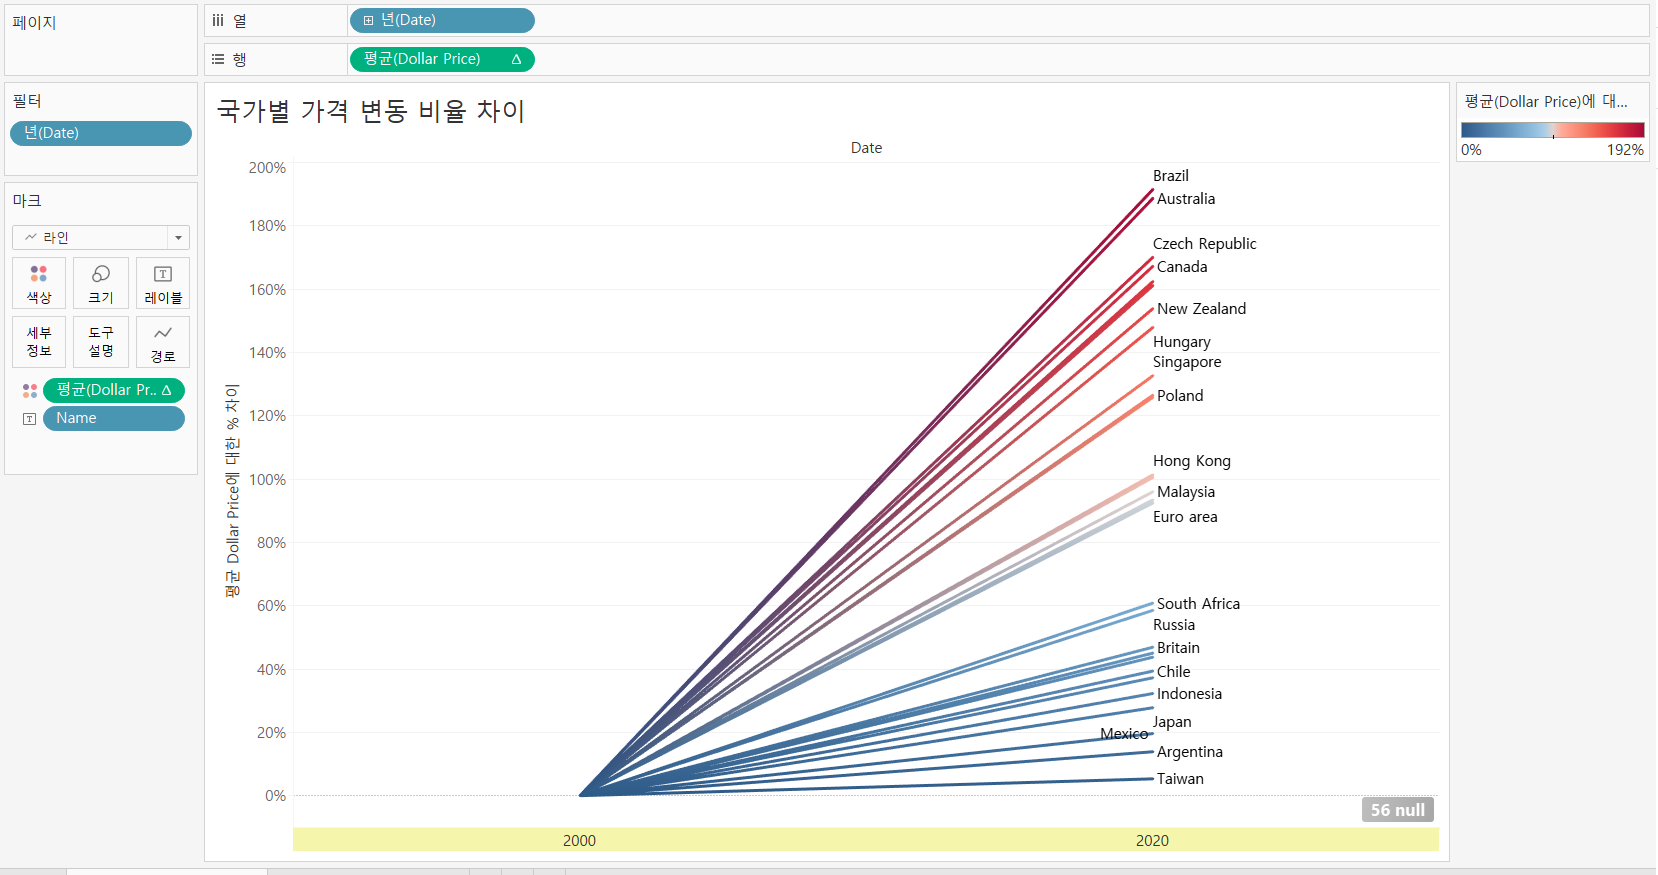 페이지
열
년(Date)
행
평균(Dollar Price) Δ
필터
년(Date)
마크
라인
색상
크기
레이블
세부
정보
도구
설명
경로
평균(Dollar Pr.. Δ
Name
국가별 가격 변동 비율 차이
Date
평균 Dollar Price에 대한 % 차이
200%
180%
160%
140%
120%
100%
80%
60%
40%
20%
0%
Brazil
Australia
Czech Republic
Canada
New Zealand
Hungary
Singapore
Poland
Hong Kong
Malaysia
Euro area
South Africa
Russia
Britain
Chile
Indonesia
Japan
Mexico
Argentina
Taiwan
56 null
2000
2020
평균(Dollar Price)에 대...
0%
192%